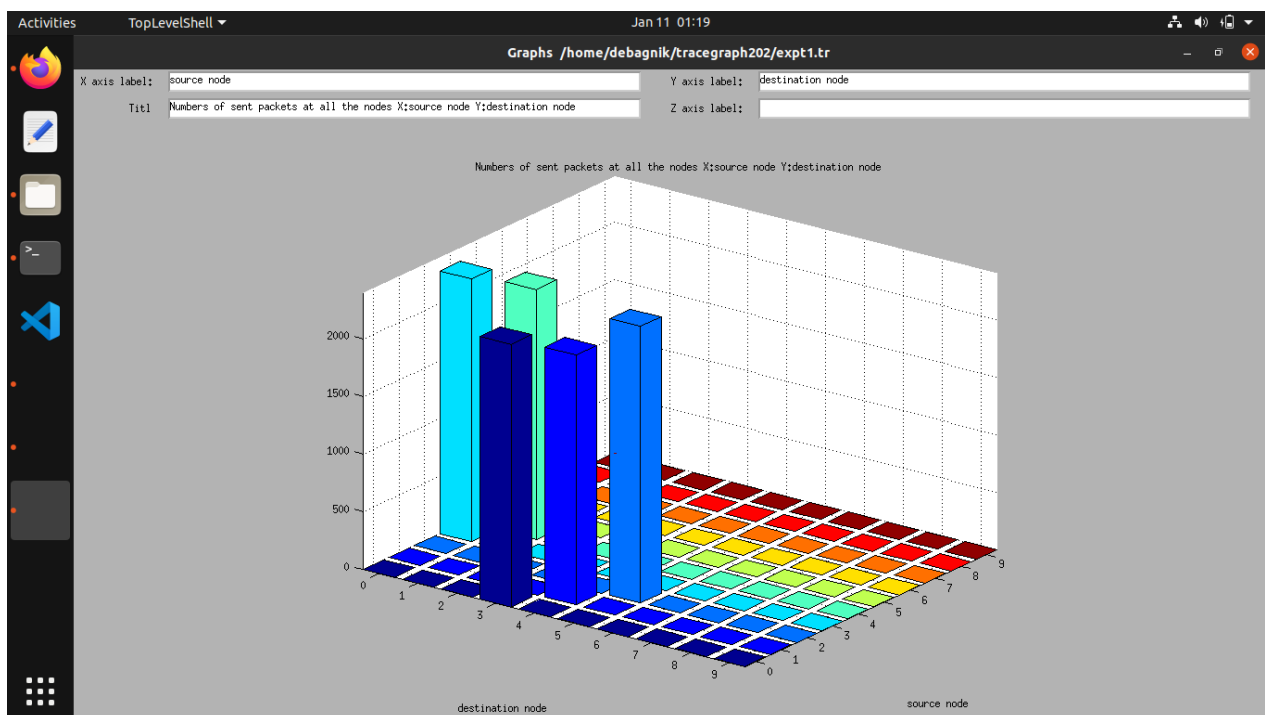 Activities TopLevelShell Jan 11 01:19
Graphs /home/debagnik/tracegraph202/expt1.tr
X axis label: source node Y axis label: destination node
Titl Numbers of sent packets at all the nodes X:source node Y:destination node Z axis label:
Numbers of sent packets at all the nodes X:source node Y:destination node
2000
1500
1000
500
0
0 1 2 3 4 5 6 7 8 9
0 1 2 3 4 5 6 7 8 9
destination node source node